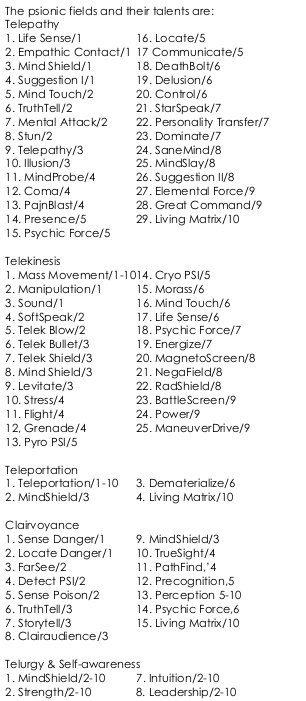 The psionic fields and their talents are:
Telepathy
1. Life Sense/1
2. Empathic Contact/1
3. Mind Shield/1
4. Suggestion I/1
5. Mind Touch/2
6. TruthTell/2
7. Mental Attack/2
8. Stun/2
9. Telepathy/3
10. Illusion/3
11. MindProbe/4
12. Coma/4
13. PajnBlast/4
14. Presence/5
15. Psychic Force/5
16. Locate/5
17 Communicate/5
18. DeathBolt/6
19. Delusion/6
20. Control/6
21. StarSpeak/7
22. Personality Transfer/7
23. Dominate/7
24. SaneMind/8
25. MindSlay/8
26. Suggestion II/8
27. Elemental Force/9
28. Great Command/9
29. Living Matrix/10
Telekinesis
1. Mass Movement/1-10
2. Manipulation/1
3. Sound/1
4. SoftSpeak/2
5. Telek Blow/2
6. Telek Bullet/3
7. Telek Shield/3
8. Mind Shield/3
9. Levitate/3
10. Stress/4
11. Flight/4
12, Grenade/4
13. Pyro PSI/5
14. Cryo PSI/5
15. Morass/6
16. Mind Touch/6
17. Life Sense/6
18. Psychic Force/7
19. Energize/7
20. MagnetoScreen/8
21. NegaField/8
22. RadShield/8
23. BattleScreen/9
24. Power/9
25. ManeuverDrive/9
Teleportation
1. Teleportation/1-10
2. MindShield/3
3. Dematerialize/6
4. Living Matrix/10
Clairvoyance
1. Sense Danger/1
2. Locate Danger/1
3. FarSee/2
4. Detect PSI/2
5. Sense Poison/2
6. TruthTell/3
7. Storytell/3
8. Clairaudience/3
9. MindShield/3
10. TrueSight/4
11. PathFind,'4
12. Precognition,5
13. Perception 5-10
14. Psychic Force,6
15. Living Matrix/10
Telurgy & Self-awareness
1. MindShield/2-10
2. Strength/2-10
7. Intuition/2-10
8. Leadership/2-10